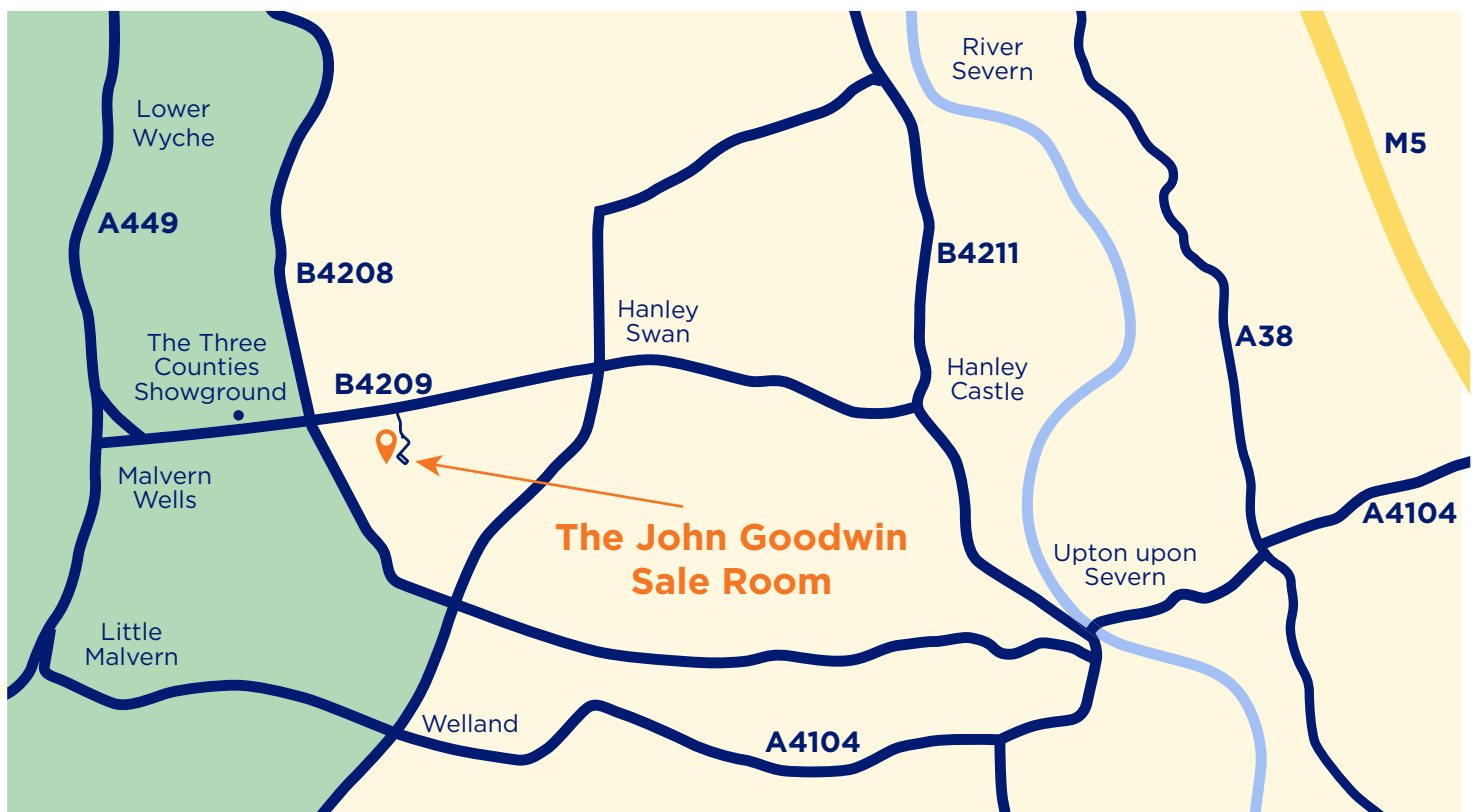 River
Severn
Lower
Wyche
M5
A449
B4211
B4208
Hanley
Swan
The Three
Counties
Showground
A38
B4209
Hanley
Castle
Malvern
Wells
A4104
The John Goodwin
Sale Room
Upton upon
Severn
Little
Malvern
Welland
A4104